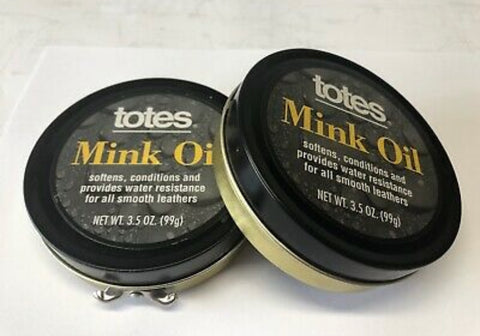 totes
Mink Oi
softens, conditions and
provides water resistance
for all smooth leathers
NET WT. 3.5 OZ. (99g)
totes®
Mink Oil
softens, conditions and
provides water resistance
for all smooth leathers
NET WT. 3.5 OZ. (99g)